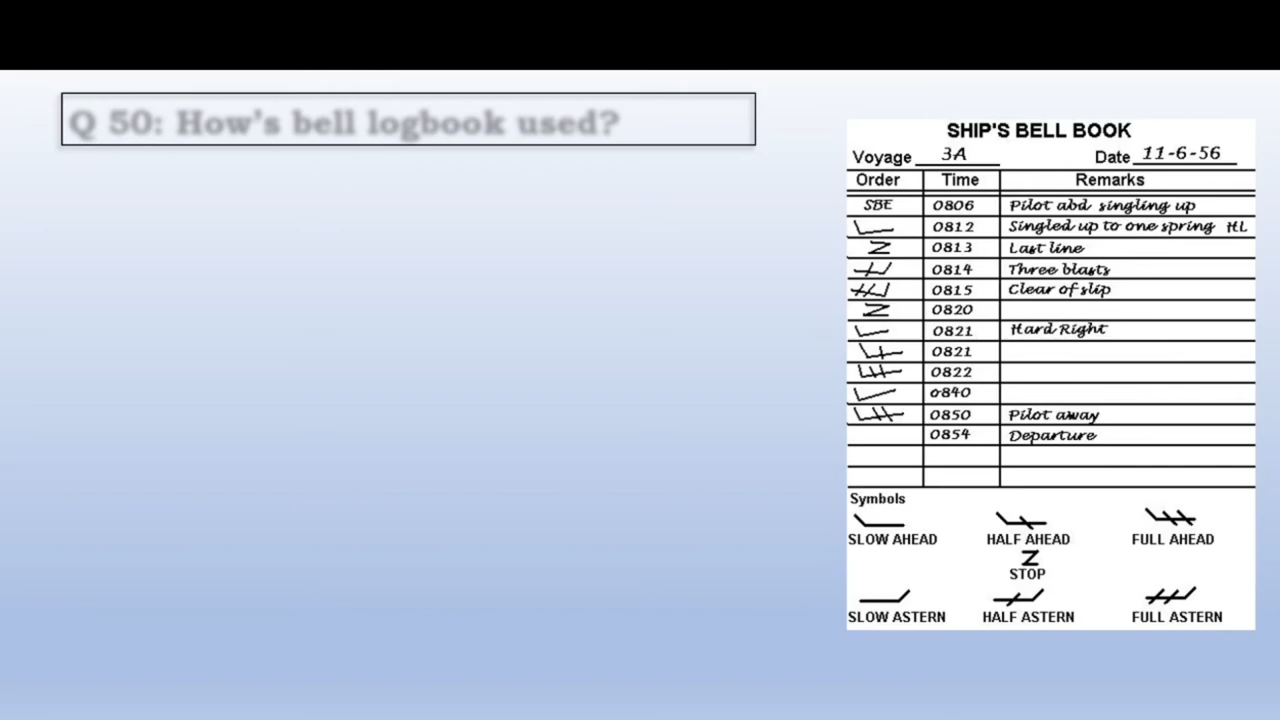 Q 50: How's bell logbook used?
SHIP'S BELL BOOK
Voyage 3A Date 11-6-56
Order Time Remarks
SBE 0806 Pilot abd singling up
0812 Singled up to one spring HL
Z 0813 Last line
0814 Three blasts
0815 Clear of slip
Z 0820
0821 Hard Right
0821
0822
0840
0850 Pilot away
0854 Departure
Symbols
SLOW AHEAD HALF AHEAD FULL AHEAD
Z
STOP
SLOW ASTERN HALF ASTERN FULL ASTERN